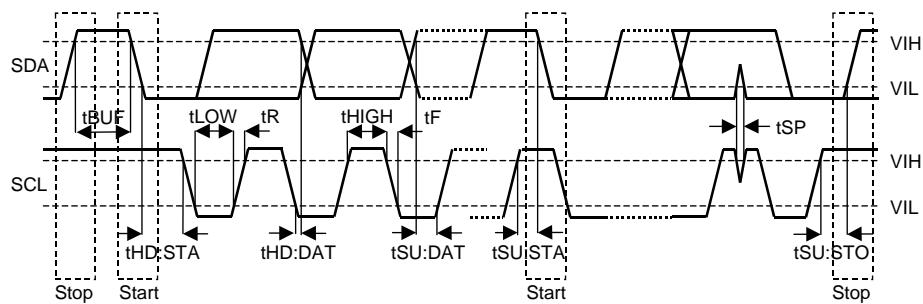 VIH
SDA
VIL
tBUF
tLOW
tR
tHIGH
tF
tSP
VIH
SCL
VIL
tHD:STA
tHD:DAT
tSU:DAT
tSU:STA
tSU:STO
Stop
Start
Start
Stop